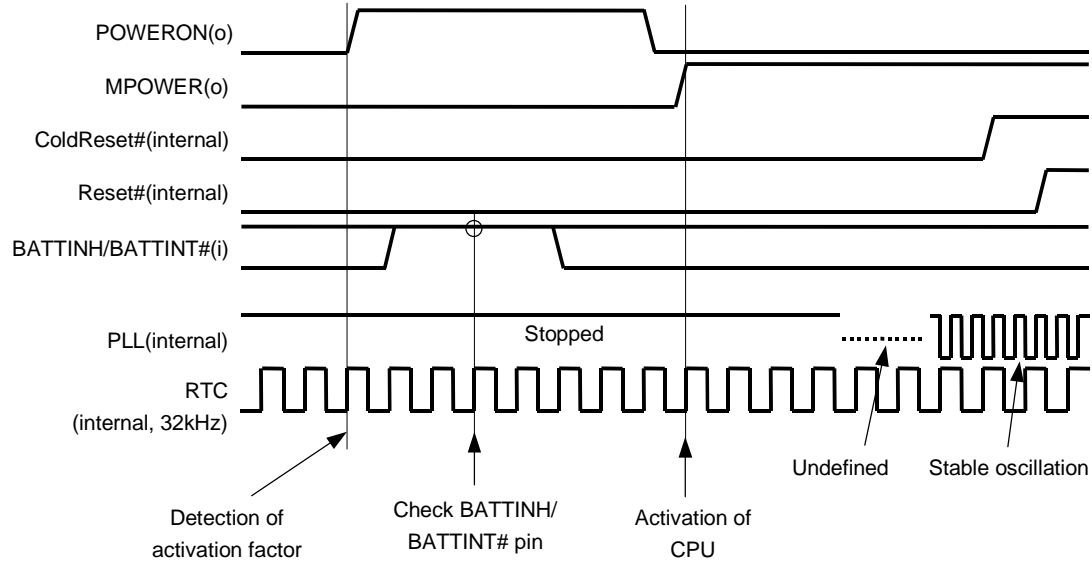 POWERON(o)
MPOWER(o)
ColdReset#(internal)
Reset#(internal)
BATTINH/BATTINT#(i)
PLL(internal)
Stopped
RTC
(internal, 32kHz)
Undefined
Stable oscillation
Detection of
activation factor
Check BATTINH/
BATTINT# pin
Activation of
CPU